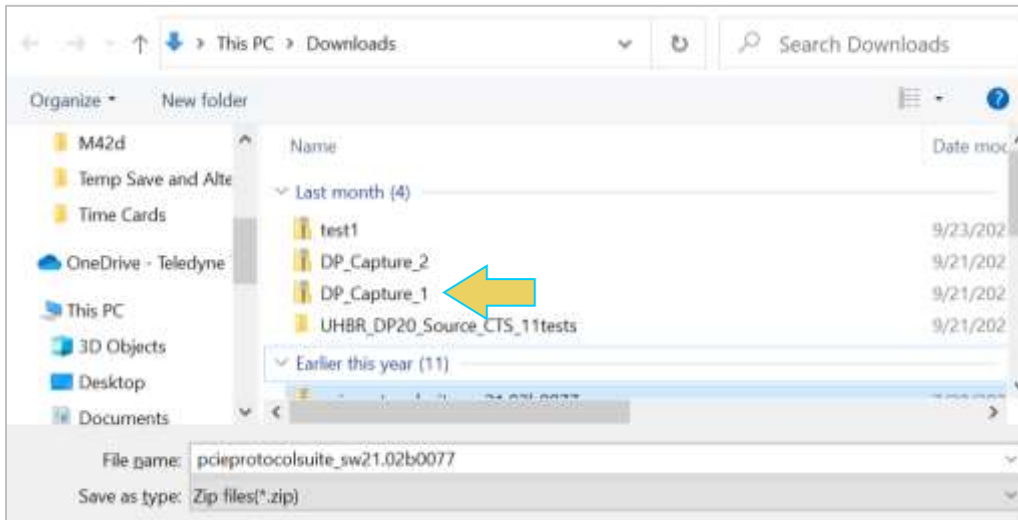 This PC > Downloads
Search Downloads
Organize
New folder
M42d
Temp Save and Alte
Time Cards
OneDrive - Teledyne
This PC
3D Objects
Desktop
Documents
Name
Date moc
Last month (4)
test1
9/23/202
DP_Capture_2
9/21/202
DP_Capture_1
9/21/202
UHBR_DP20_Source_CTS_11tests
9/21/202
Earlier this year (11)
File name: pcieprotocolsuite_sw21.02b0077
Save as type: Zip files(*.zip)